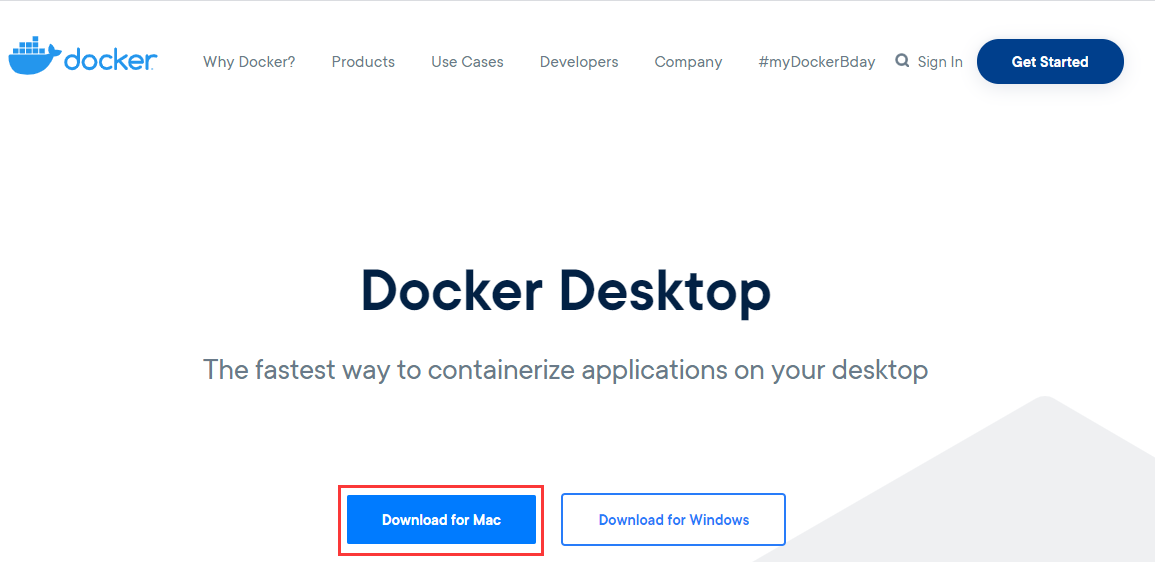 docker Why Docker? Products Use Cases Developers Company #myDockerBday Sign In Get Started
Docker Desktop
The fastest way to containerize applications on your desktop
Download for Mac Download for Windows